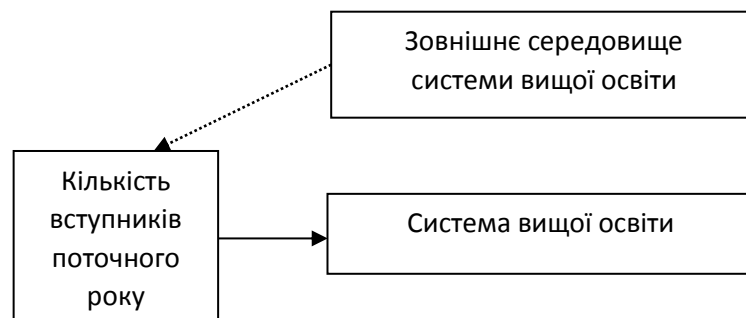 Зовнішнє середовище
системи вищої освіти
Кількість
вступників
поточного
року
Система вищої освіти